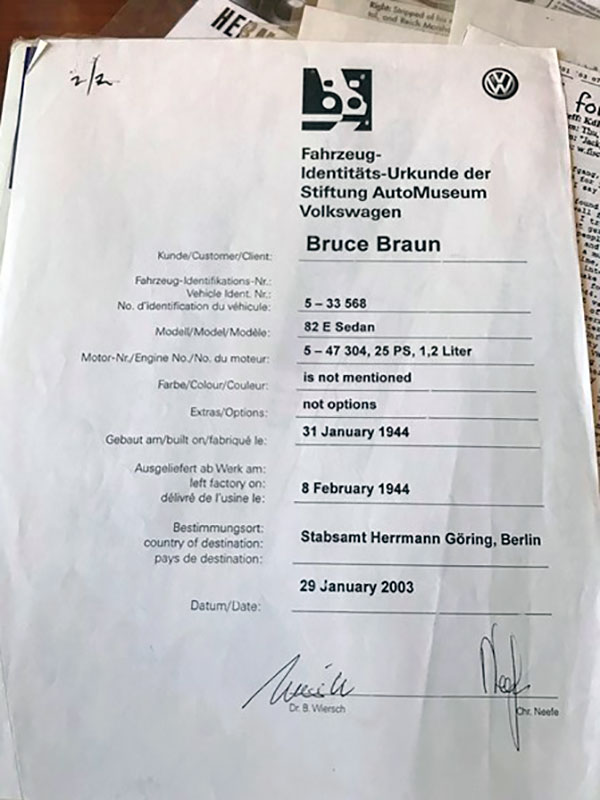 2/2
HERM
VW
Fahrzeug-
Identitäts-Urkunde der
Stiftung AutoMuseum
Volkswagen
Kunde/Customer/Client: Bruce Braun
Fahrzeug-Identifikations-Nr.:
Vehicle Ident. Nr.:
No. d'identification du véhicule: 5 – 33 568
Modell/Model/Modèle: 82 E Sedan
Motor-Nr./Engine No./No. du moteur: 5 – 47 304, 25 PS, 1,2 Liter
Farbe/Colour/Couleur: is not mentioned
Extras/Options: not options
Gebaut am/built on/fabriqué le: 31 January 1944
Ausgeliefert ab Werk am:
left factory on:
délivré de l'usine le: 8 February 1944
Bestimmungsort:
country of destination: Stabsamt Herrmann Göring, Berlin
pays de destination:
29 January 2003
Datum/Date:
Dr. B. Wiersch
Chr. Neefe